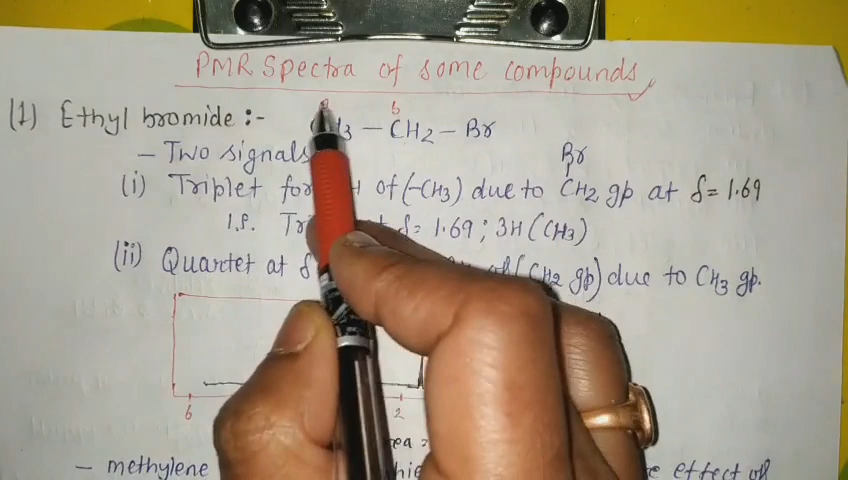 PMR Spectra of some compounds
a b
(1) Ethyl bromide :- H3 — CH2 — Br
— Two signals
Br
(i) Triplet for H of (-CH3) due to CH2 gp at δ = 1.69
I.P. δ = 1.69 ; 3H (CH3)
(ii) Quartet at δ of (CH2 gp) due to CH3 gp.
6 2
— methylene effect of